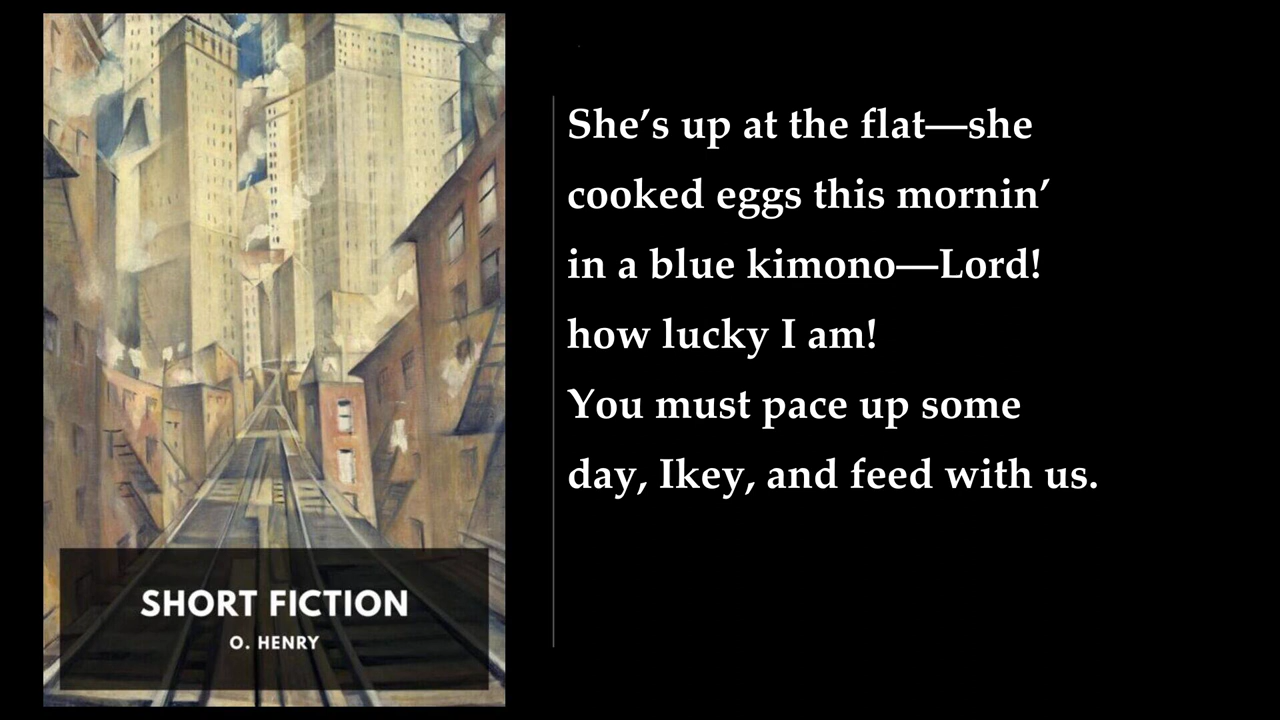 She’s up at the flat—she
cooked eggs this mornin’
in a blue kimono—Lord!
how lucky I am!
You must pace up some
day, Ikey, and feed with us.
SHORT FICTION
O. HENRY